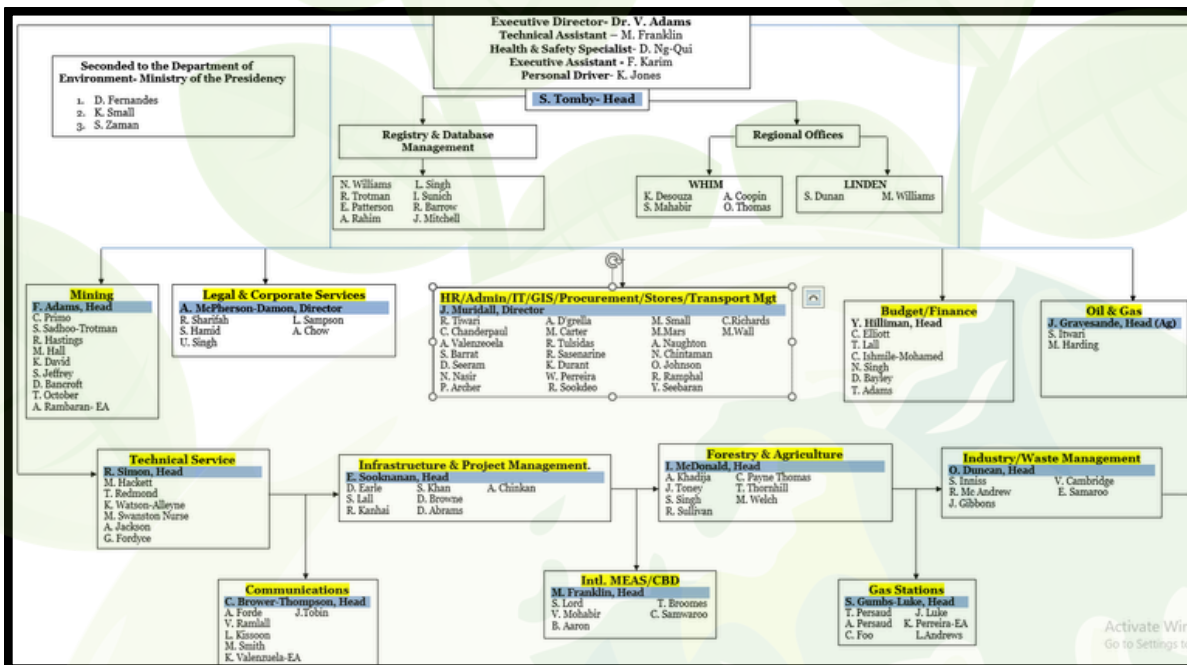 Executive Director- Dr. V. Adams
Technical Assistant – M. Franklin
Health & Safety Specialist- D. Ng-Qui
Executive Assistant - F. Karim
Personal Driver- K. Jones
Seconded to the Department of
Environment- Ministry of the Presidency
1. D. Fernandes
2. K. Small
3. S. Zaman
S. Tomby- Head
Registry & Database
Management
N. Williams L. Singh
R. Trotman I. Sunich
E. Patterson R. Barrow
A. Rahim J. Mitchell
Regional Offices
WHIM
K. Desouza A. Coopin
S. Mahabir O. Thomas
LINDEN
S. Dunan M. Williams
Mining
F. Adams, Head
C. Primo
S. Sadhoo-Trotman
R. Hastings
M. Hall
K. David
S. Jeffrey
D. Bancroft
T. October
A. Rambaran- EA
Legal & Corporate Services
A. McPherson-Damon, Director
R. Sharifah L. Sampson
S. Hamid A. Chow
U. Singh
HR/Admin/IT/GIS/Procurement/Stores/Transport Mgt
J. Muridall, Director
R. Tiwari A. D'grella M. Small C.Richards
C. Chanderpaul M. Carter M.Mars M.Wall
A. Valenzeoela R. Tulsidas A. Naughton
S. Barrat R. Sasenarine N. Chintaman
D. Seeram K. Durant O. Johnson
N. Nasir W. Perreira R. Ramphal
P. Archer R. Sookdeo Y. Seebaran
Budget/Finance
Y. Hilliman, Head
C. Elliott
T. Lall
C. Ishmile-Mohamed
N. Singh
D. Bayley
T. Adams
Oil & Gas
J. Gravesande, Head (Ag)
S. Itwari
M. Harding
Technical Service
R. Simon, Head
M. Hackett
T. Redmond
K. Watson-Alleyne
M. Swanston Nurse
A. Jackson
G. Fordyce
Infrastructure & Project Management.
E. Sooknanan, Head
D. Earle S. Khan A. Chinkan
S. Lall D. Browne
R. Kanhai D. Abrams
Forestry & Agriculture
I. McDonald, Head
A. Khadija C. Payne Thomas
J. Toney T. Thornhill
S. Singh M. Welch
R. Sullivan
Industry/Waste Management
O. Duncan, Head
S. Inniss V. Cambridge
R. Mc Andrew E. Samaroo
J. Gibbons
Communications
C. Brower-Thompson, Head
A. Forde J.Tobin
V. Ramlall
L. Kissoon
M. Smith
K. Valenzuela-EA
Intl. MEAS/CBD
M. Franklin, Head
S. Lord T. Broomes
V. Mohabir C. Samwaroo
B. Aaron
Gas Stations
S. Gumbs-Luke, Head
T. Persaud J. Luke
A. Persaud K. Perreira-EA
C. Foo L.Andrews
Activate Wi
Go to Settings t